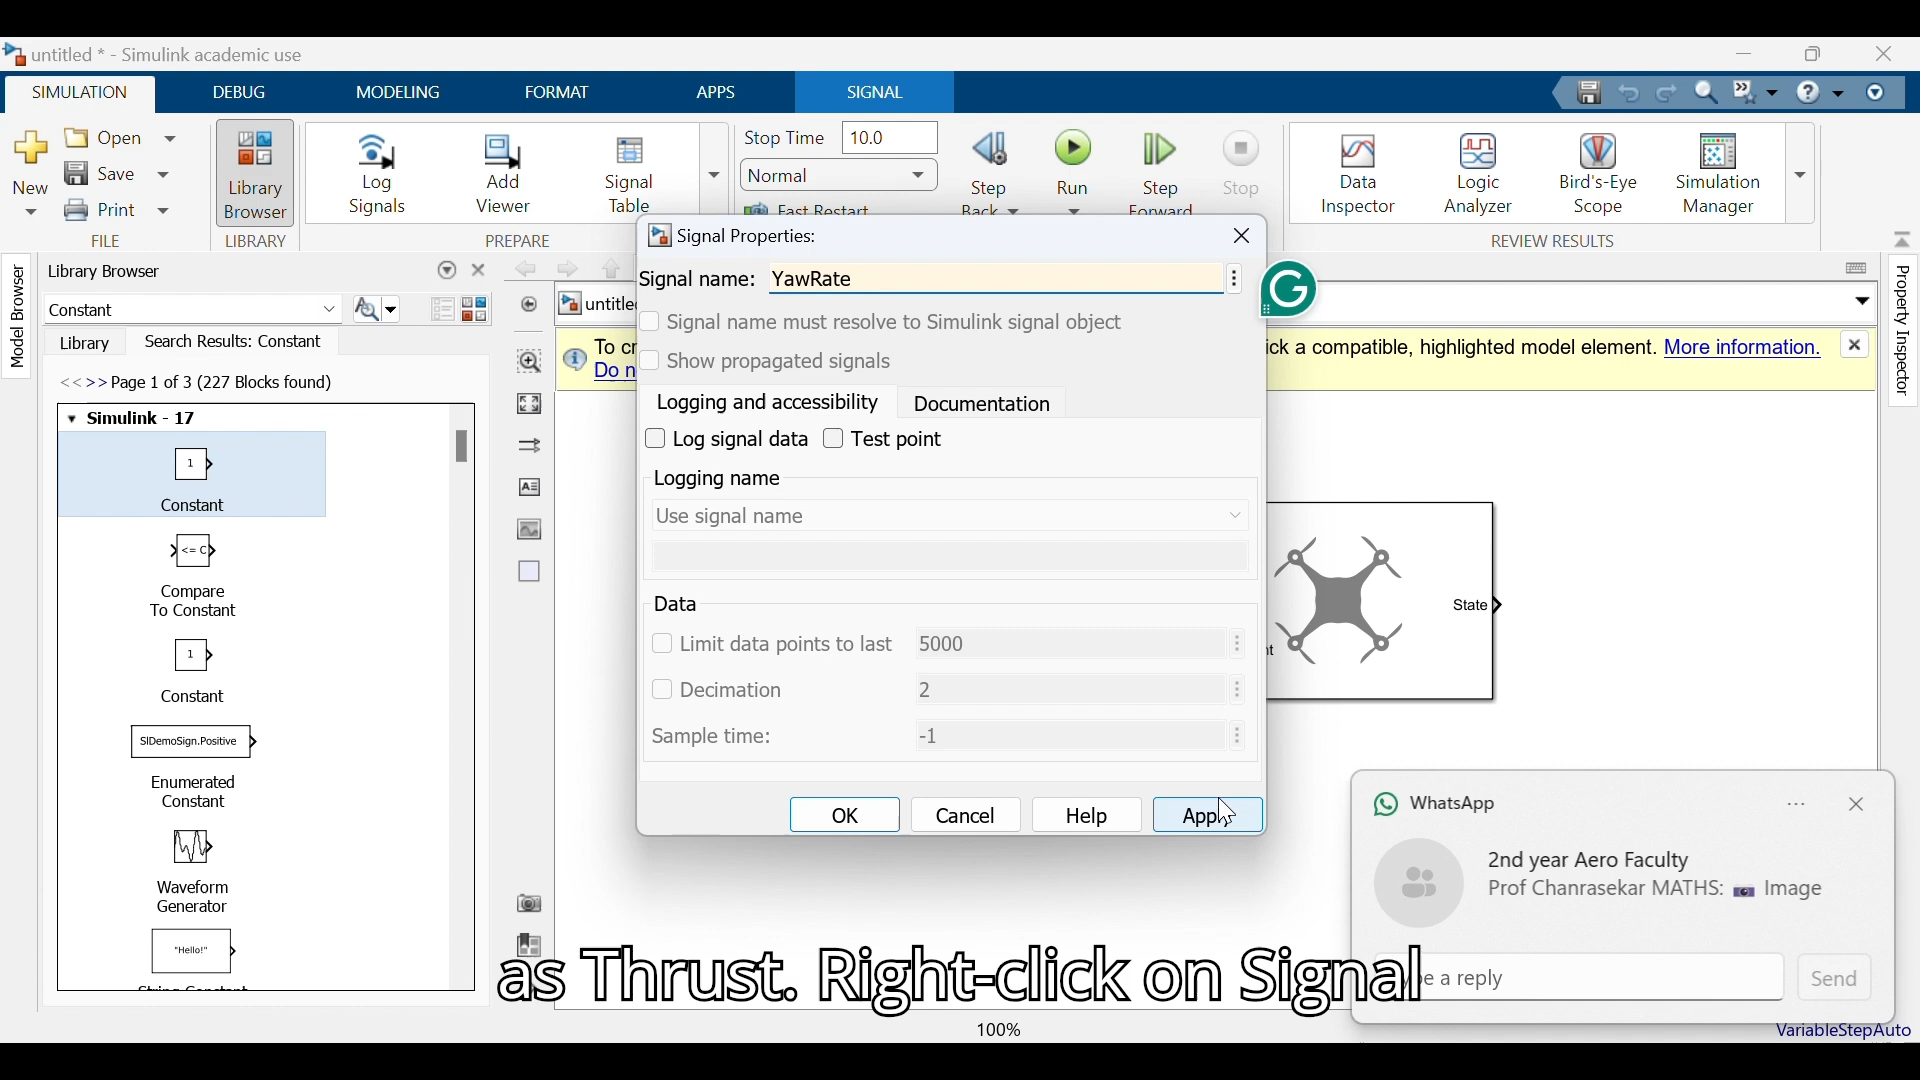 untitled * - Simulink academic use
SIMULATION
DEBUG
MODELING
FORMAT
APPS
SIGNAL
New
Open
Save
Print
FILE
Library
Browser
LIBRARY
Log
Signals
Add
Viewer
Signal
Table
PREPARE
Stop Time
10.0
Normal
Fast Restart
Step
Back
Run
Step
Forward
Stop
Data
Inspector
Logic
Analyzer
Bird's-Eye
Scope
Simulation
Manager
REVIEW RESULTS
Model Browser
Library Browser
Constant
Library
Search Results: Constant
<< >> Page 1 of 3 (227 Blocks found)
Simulink - 17
1
Constant
<= C
Compare
To Constant
1
Constant
SlDemoSign.Positive
Enumerated
Constant
Waveform
Generator
"Hello!"
String Constant
Signal Properties:
Signal name:
YawRate
Signal name must resolve to Simulink signal object
Show propagated signals
Logging and accessibility
Documentation
Log signal data
Test point
Logging name
Use signal name
Data
Limit data points to last
5000
Decimation
2
Sample time:
-1
OK
Cancel
Help
ick a compatible, highlighted model element. More information.
State
Property Inspector
WhatsApp
2nd year Aero Faculty
Prof Chanrasekar MATHS: 📷 Image
e a reply
Send
as Thrust. Right-click on Signal
100%
VariableStepAuto